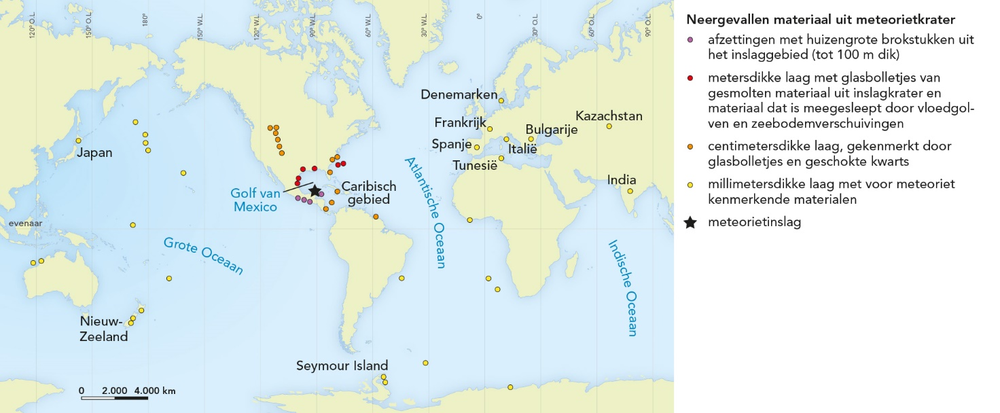 120° O.L.
150° O.L.
180°
150° W.L.
120° W.L.
90° W.L.
60° W.L.
30° W.L.
0°
30° O.L.
60° O.L.
90° O.L.
Denemarken
Frankrijk
Spanje
Tunesië
Italië
Bulgarije
Kazachstan
India
Japan
Golf van
Mexico
Caribisch
gebied
Atlantische Oceaan
evenaar
Grote Oceaan
Indische Oceaan
Nieuw-
Zeeland
Seymour Island
0 2.000 4.000 km
Neergevallen materiaal uit meteorietkrater
afzettingen met huizengrote brokstukken uit
het inslaggebied (tot 100 m dik)
metersdikke laag met glasbolletjes van
gesmolten materiaal uit inslagkrater en
materiaal dat is meegesleept door vloedgol-
ven en zeebodemverschuivingen
centimetersdikke laag, gekenmerkt door
glasbolletjes en geschokte kwarts
millimetersdikke laag met voor meteoriet
kenmerkende materialen
meteorietinslag